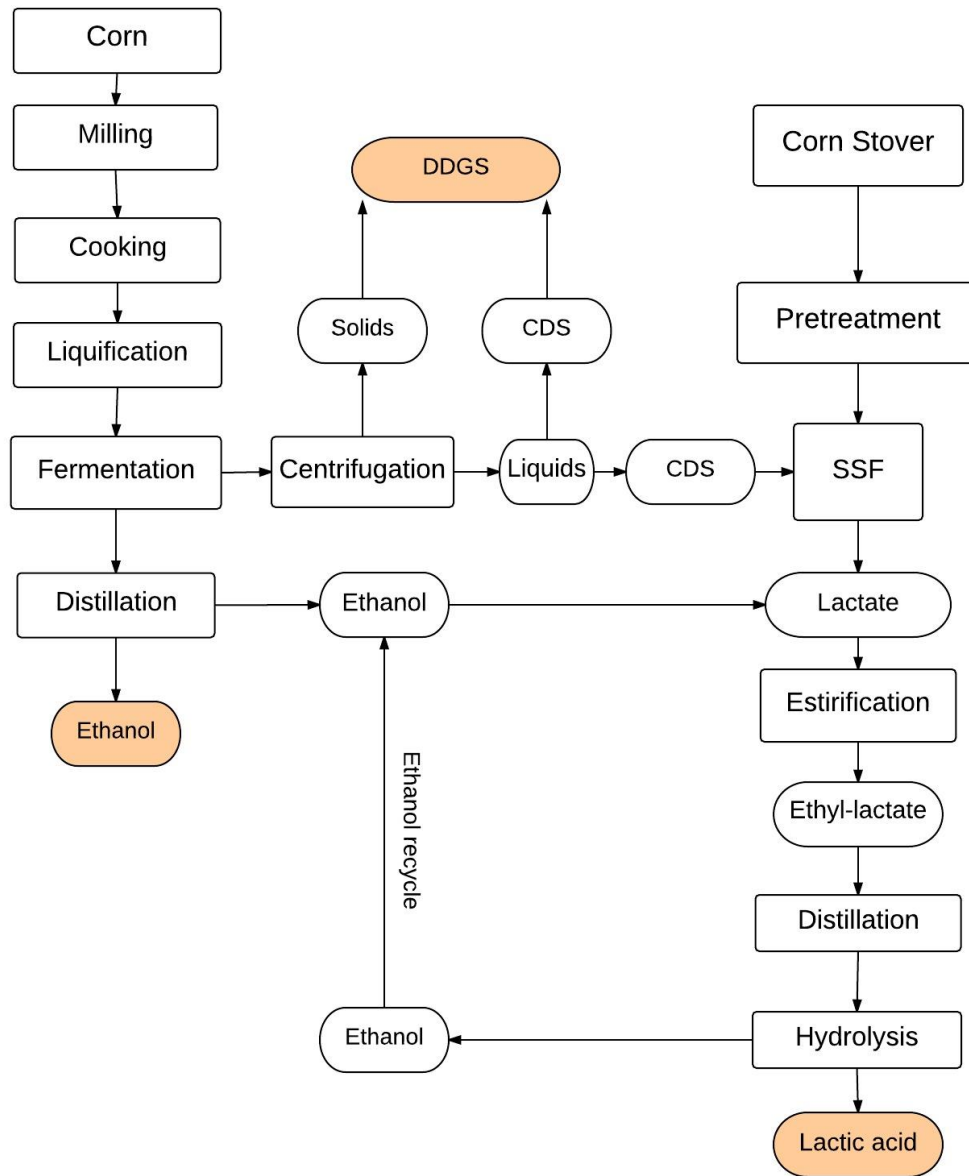 Corn
Milling
Cooking
Liquification
Fermentation
Distillation
Ethanol
DDGS
Solids
CDS
Centrifugation
Liquids
CDS
Ethanol
Ethanol recycle
Ethanol
Corn Stover
Pretreatment
SSF
Lactate
Estirification
Ethyl-lactate
Distillation
Hydrolysis
Lactic acid